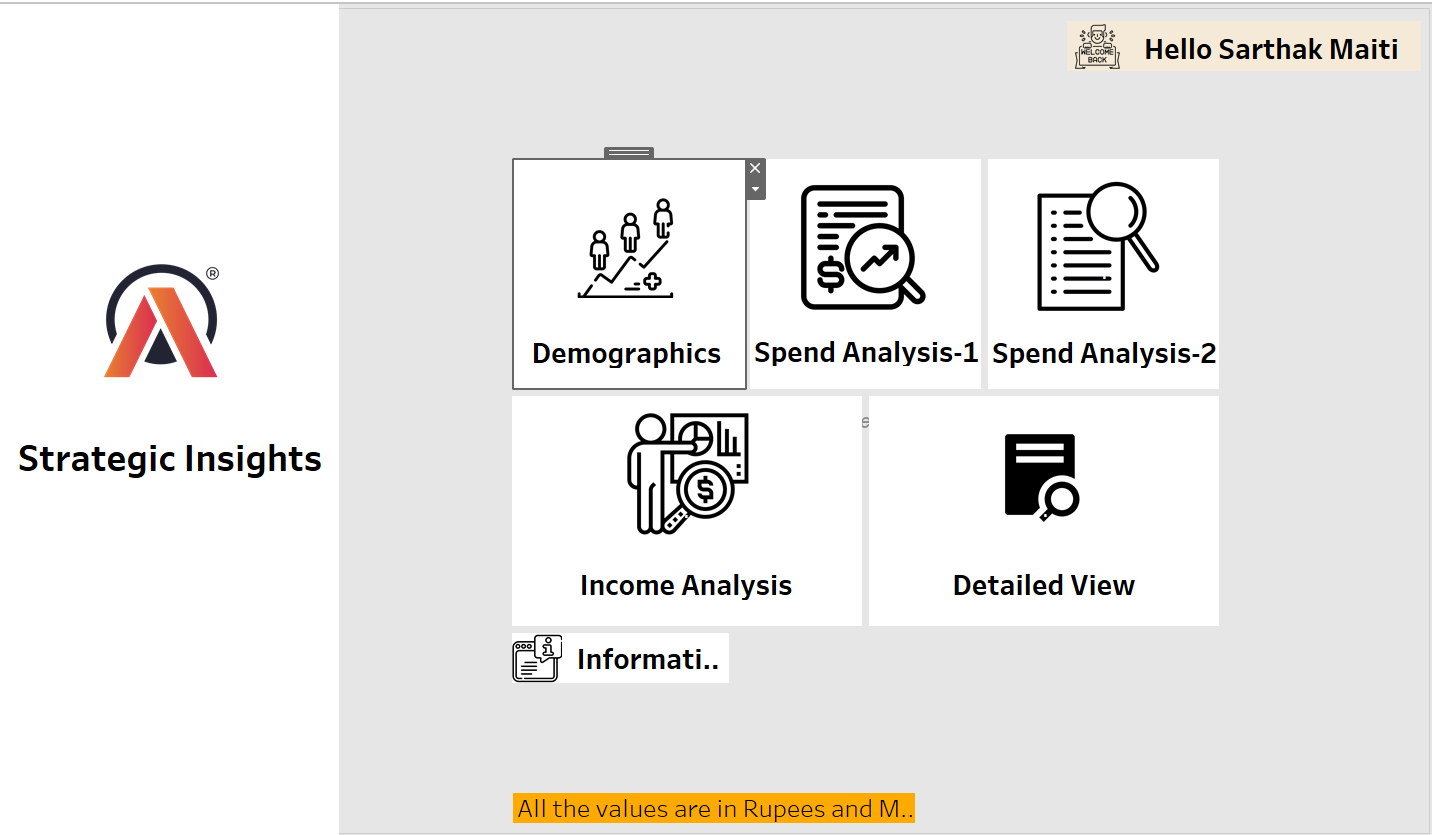 WELCOME
BACK
Hello Sarthak Maiti
®
Demographics
Spend Analysis-1
Spend Analysis-2
Strategic Insights
Income Analysis
Detailed View
Informati..
All the values are in Rupees and M..